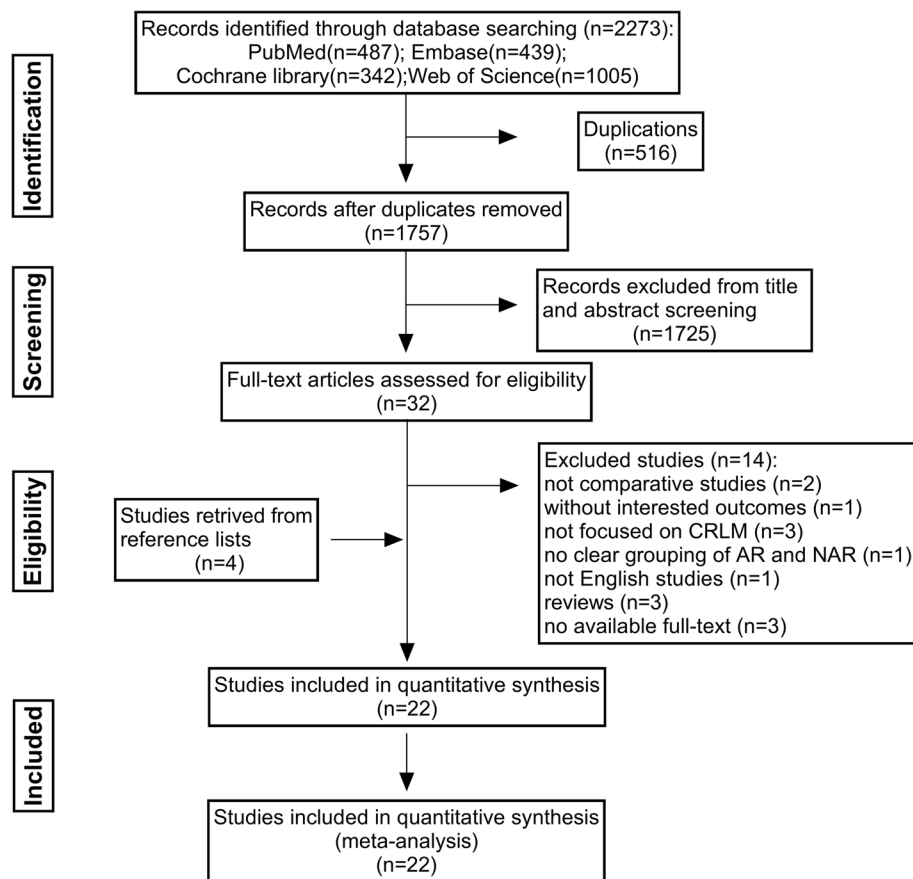 Identification
Records identified through database searching (n=2273):
PubMed(n=487); Embase(n=439);
Cochrane library(n=342);Web of Science(n=1005)
Duplications
(n=516)
Records after duplicates removed
(n=1757)
Screening
Records excluded from title
and abstract screening
(n=1725)
Full-text articles assessed for eligibility
(n=32)
Eligibility
Excluded studies (n=14):
not comparative studies (n=2)
without interested outcomes (n=1)
not focused on CRLM (n=3)
no clear grouping of AR and NAR (n=1)
not English studies (n=1)
reviews (n=3)
no available full-text (n=3)
Studies retrived from
reference lists
(n=4)
Included
Studies included in quantitative synthesis
(n=22)
Studies included in quantitative synthesis
(meta-analysis)
(n=22)